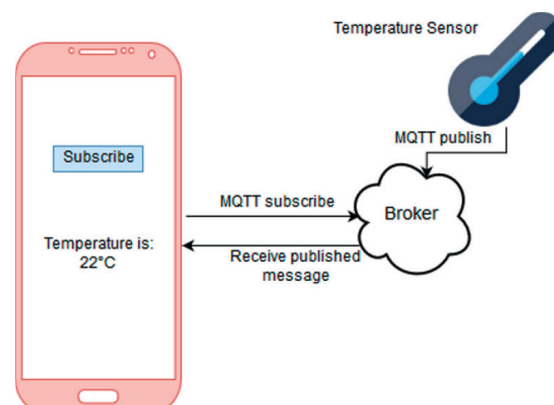 Temperature Sensor
Subscribe
MQTT publish
MQTT subscribe
Broker
Temperature is:
22°C
Receive published
message